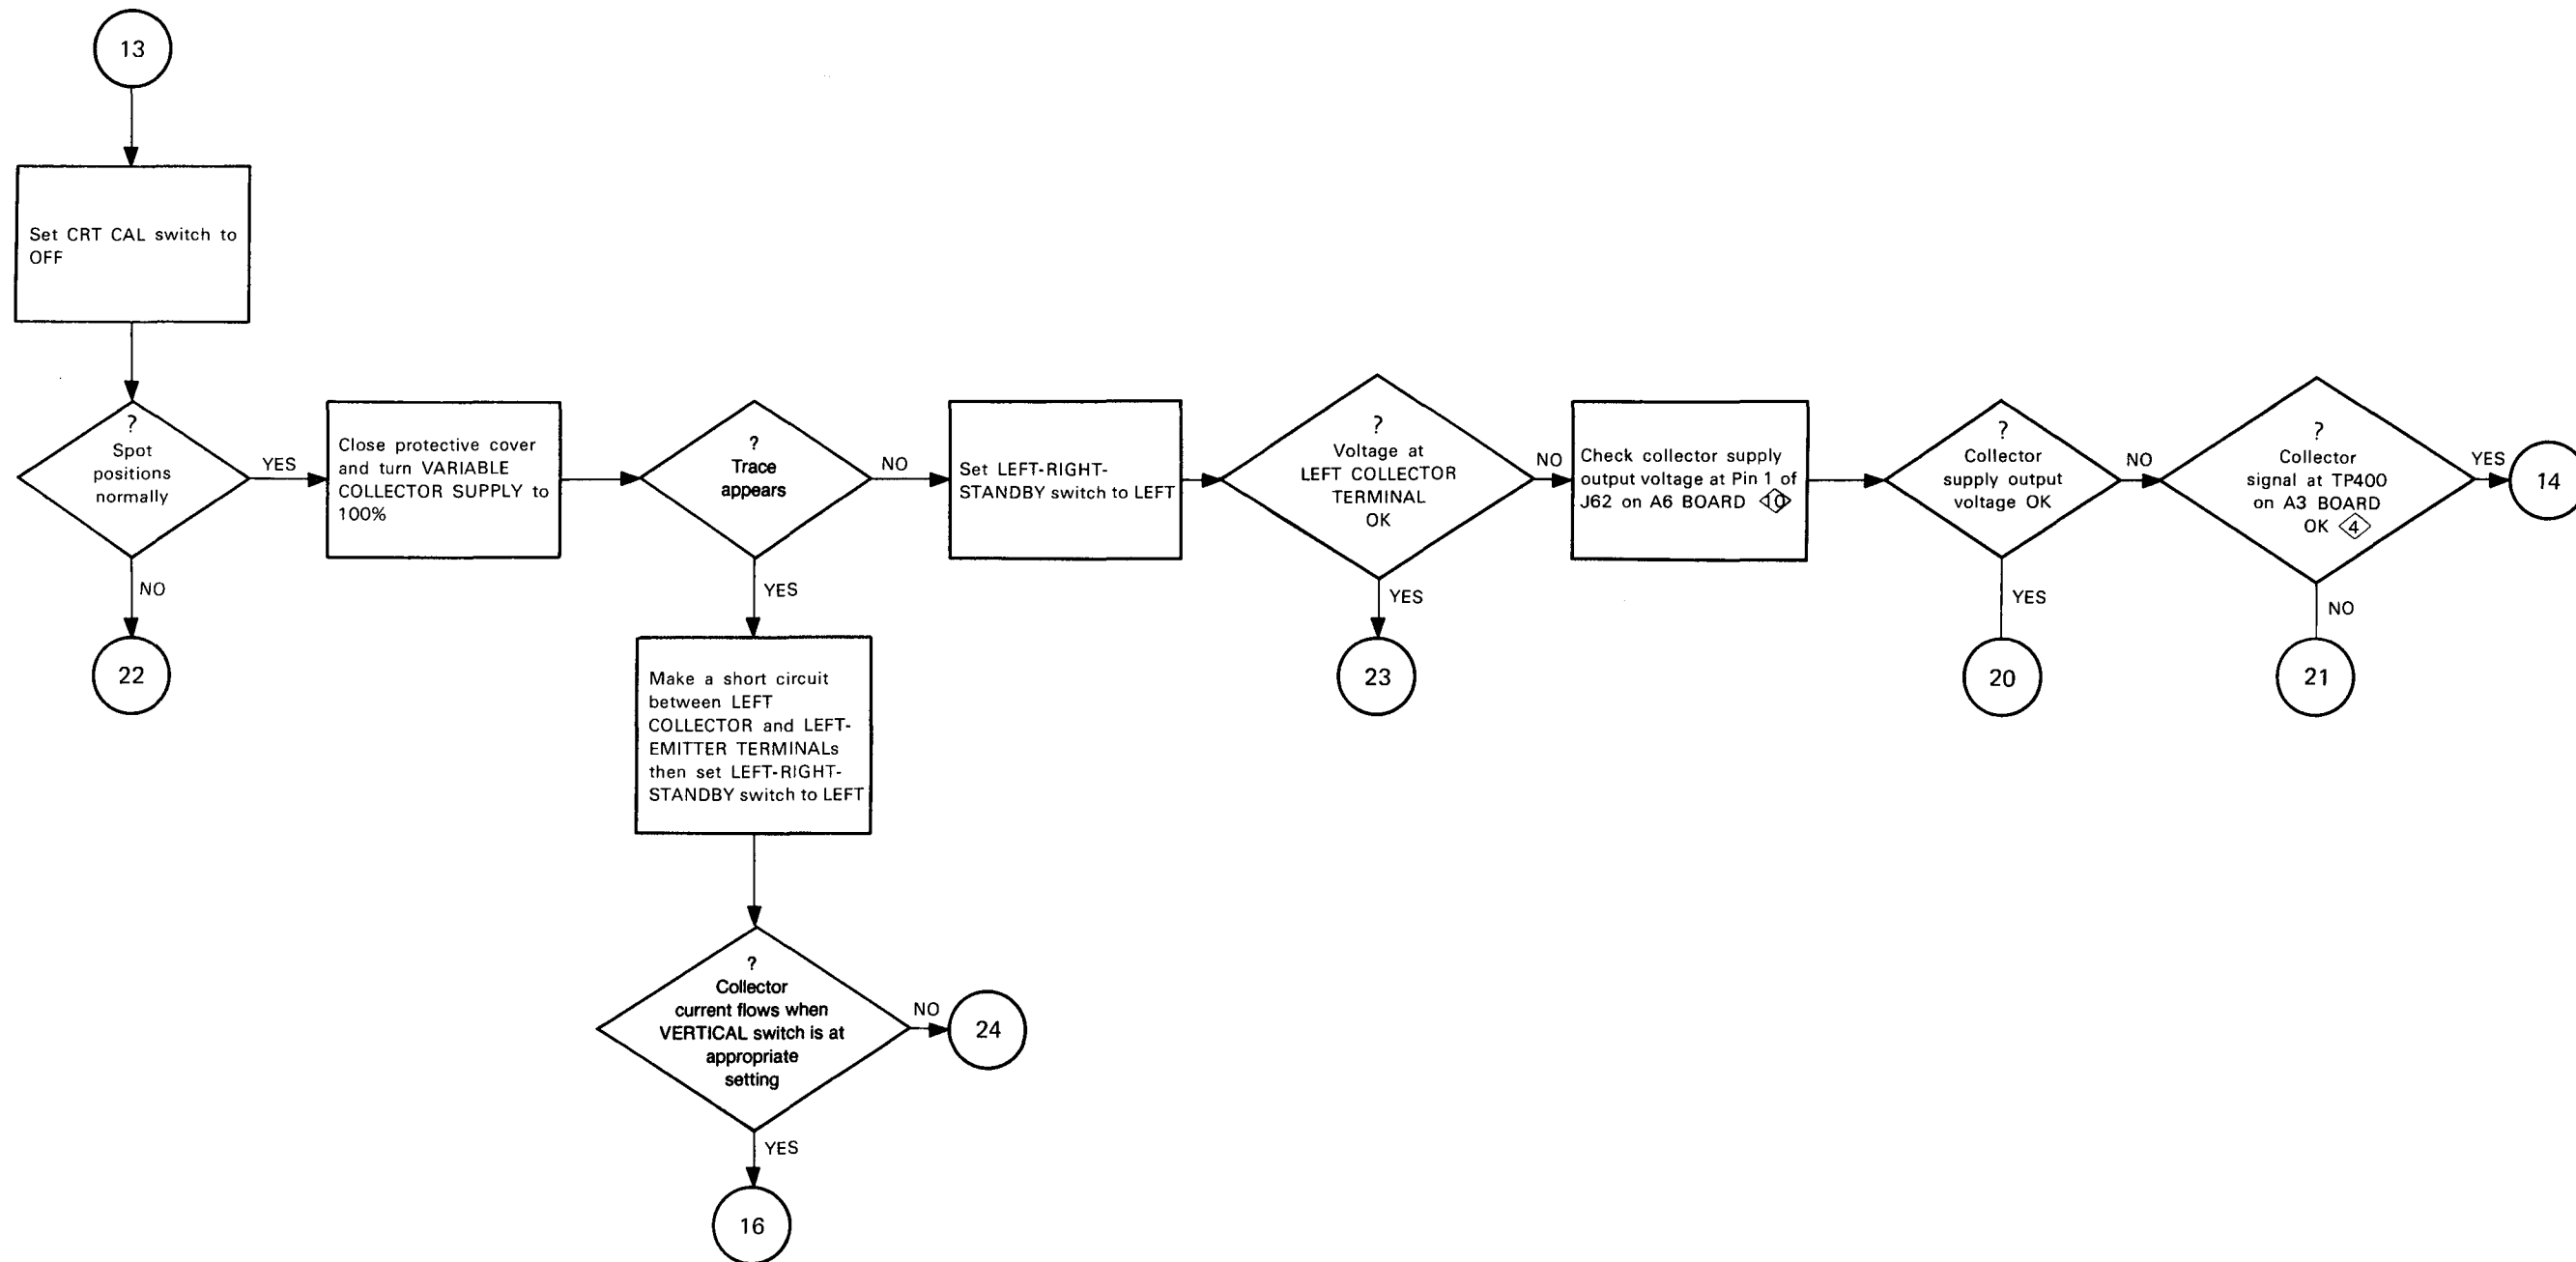 13
Set CRT CAL switch to
OFF
?
Spot
positions
normally
YES
NO
22
Close protective cover
and turn VARIABLE
COLLECTOR SUPPLY to
100%
?
Trace
appears
NO
YES
Make a short circuit
between LEFT
COLLECTOR and LEFT-
EMITTER TERMINALs
then set LEFT-RIGHT-
STANDBY switch to LEFT
?
Collector
current flows when
VERTICAL switch is at
appropriate
setting
NO
24
YES
16
Set LEFT-RIGHT-
STANDBY switch to LEFT
?
Voltage at
LEFT COLLECTOR
TERMINAL
OK
NO
YES
23
Check collector supply
output voltage at Pin 1 of
J62 on A6 BOARD 10
?
Collector
supply output
voltage OK
NO
YES
20
?
Collector
signal at TP400
on A3 BOARD
OK 4
YES
14
NO
21